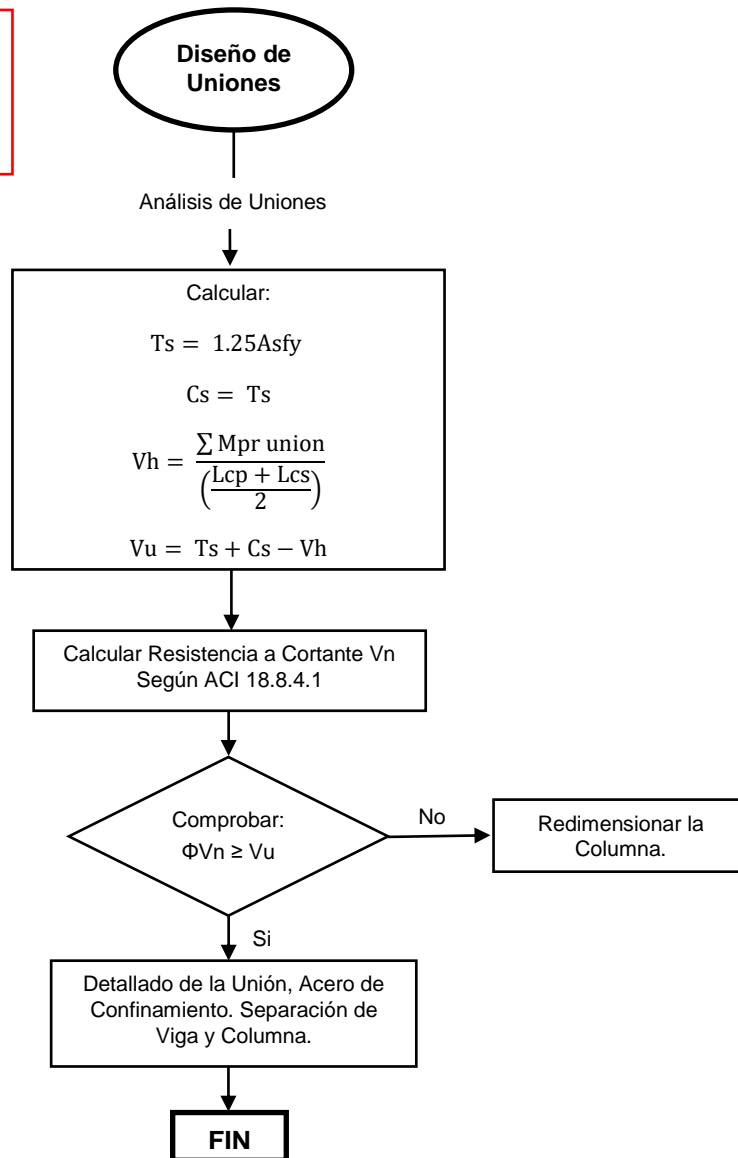 Diseño de
Uniones
Análisis de Uniones
Calcular:
Ts = 1.25Asfy
Cs = Ts
Vh = ∑ Mpr union / ((Lcp + Lcs) / 2)
Vu = Ts + Cs − Vh
Calcular Resistencia a Cortante Vn
Según ACI 18.8.4.1
Comprobar:
ΦVn ≥ Vu
No
Redimensionar la
Columna.
Si
Detallado de la Unión, Acero de
Confinamiento. Separación de
Viga y Columna.
FIN